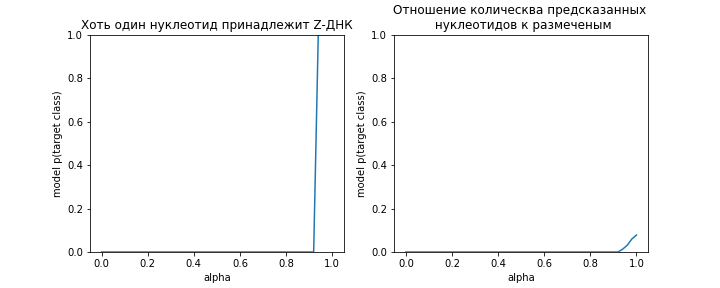 Хоть один нуклеотид принадлежит Z-ДНК
1.0
0.8
0.6
0.4
0.2
0.0
model p(target class)
0.0 0.2 0.4 0.6 0.8 1.0
alpha
Отношение колическва предсказанных
нуклеотидов к размеченым
1.0
0.8
0.6
0.4
0.2
0.0
model p(target class)
0.0 0.2 0.4 0.6 0.8 1.0
alpha